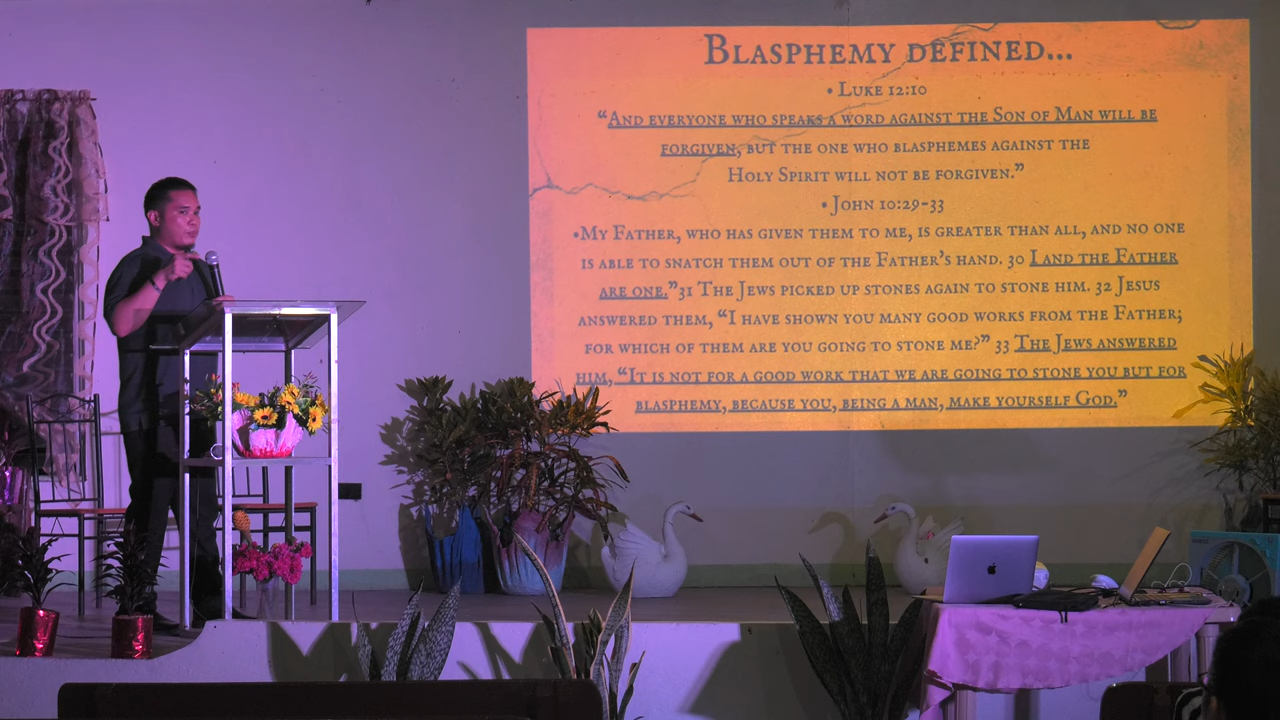 Blasphemy defined...
• Luke 12:10
“And everyone who speaks a word against the Son of Man will be
forgiven, but the one who blasphemes against the
Holy Spirit will not be forgiven.”
• John 10:29-33
•My Father, who has given them to me, is greater than all, and no one
is able to snatch them out of the Father’s hand. 30 I and the Father
are one.”31 The Jews picked up stones again to stone him. 32 Jesus
answered them, “I have shown you many good works from the Father;
for which of them are you going to stone me?” 33 The Jews answered
him, “It is not for a good work that we are going to stone you but for
blasphemy, because you, being a man, make yourself God.”